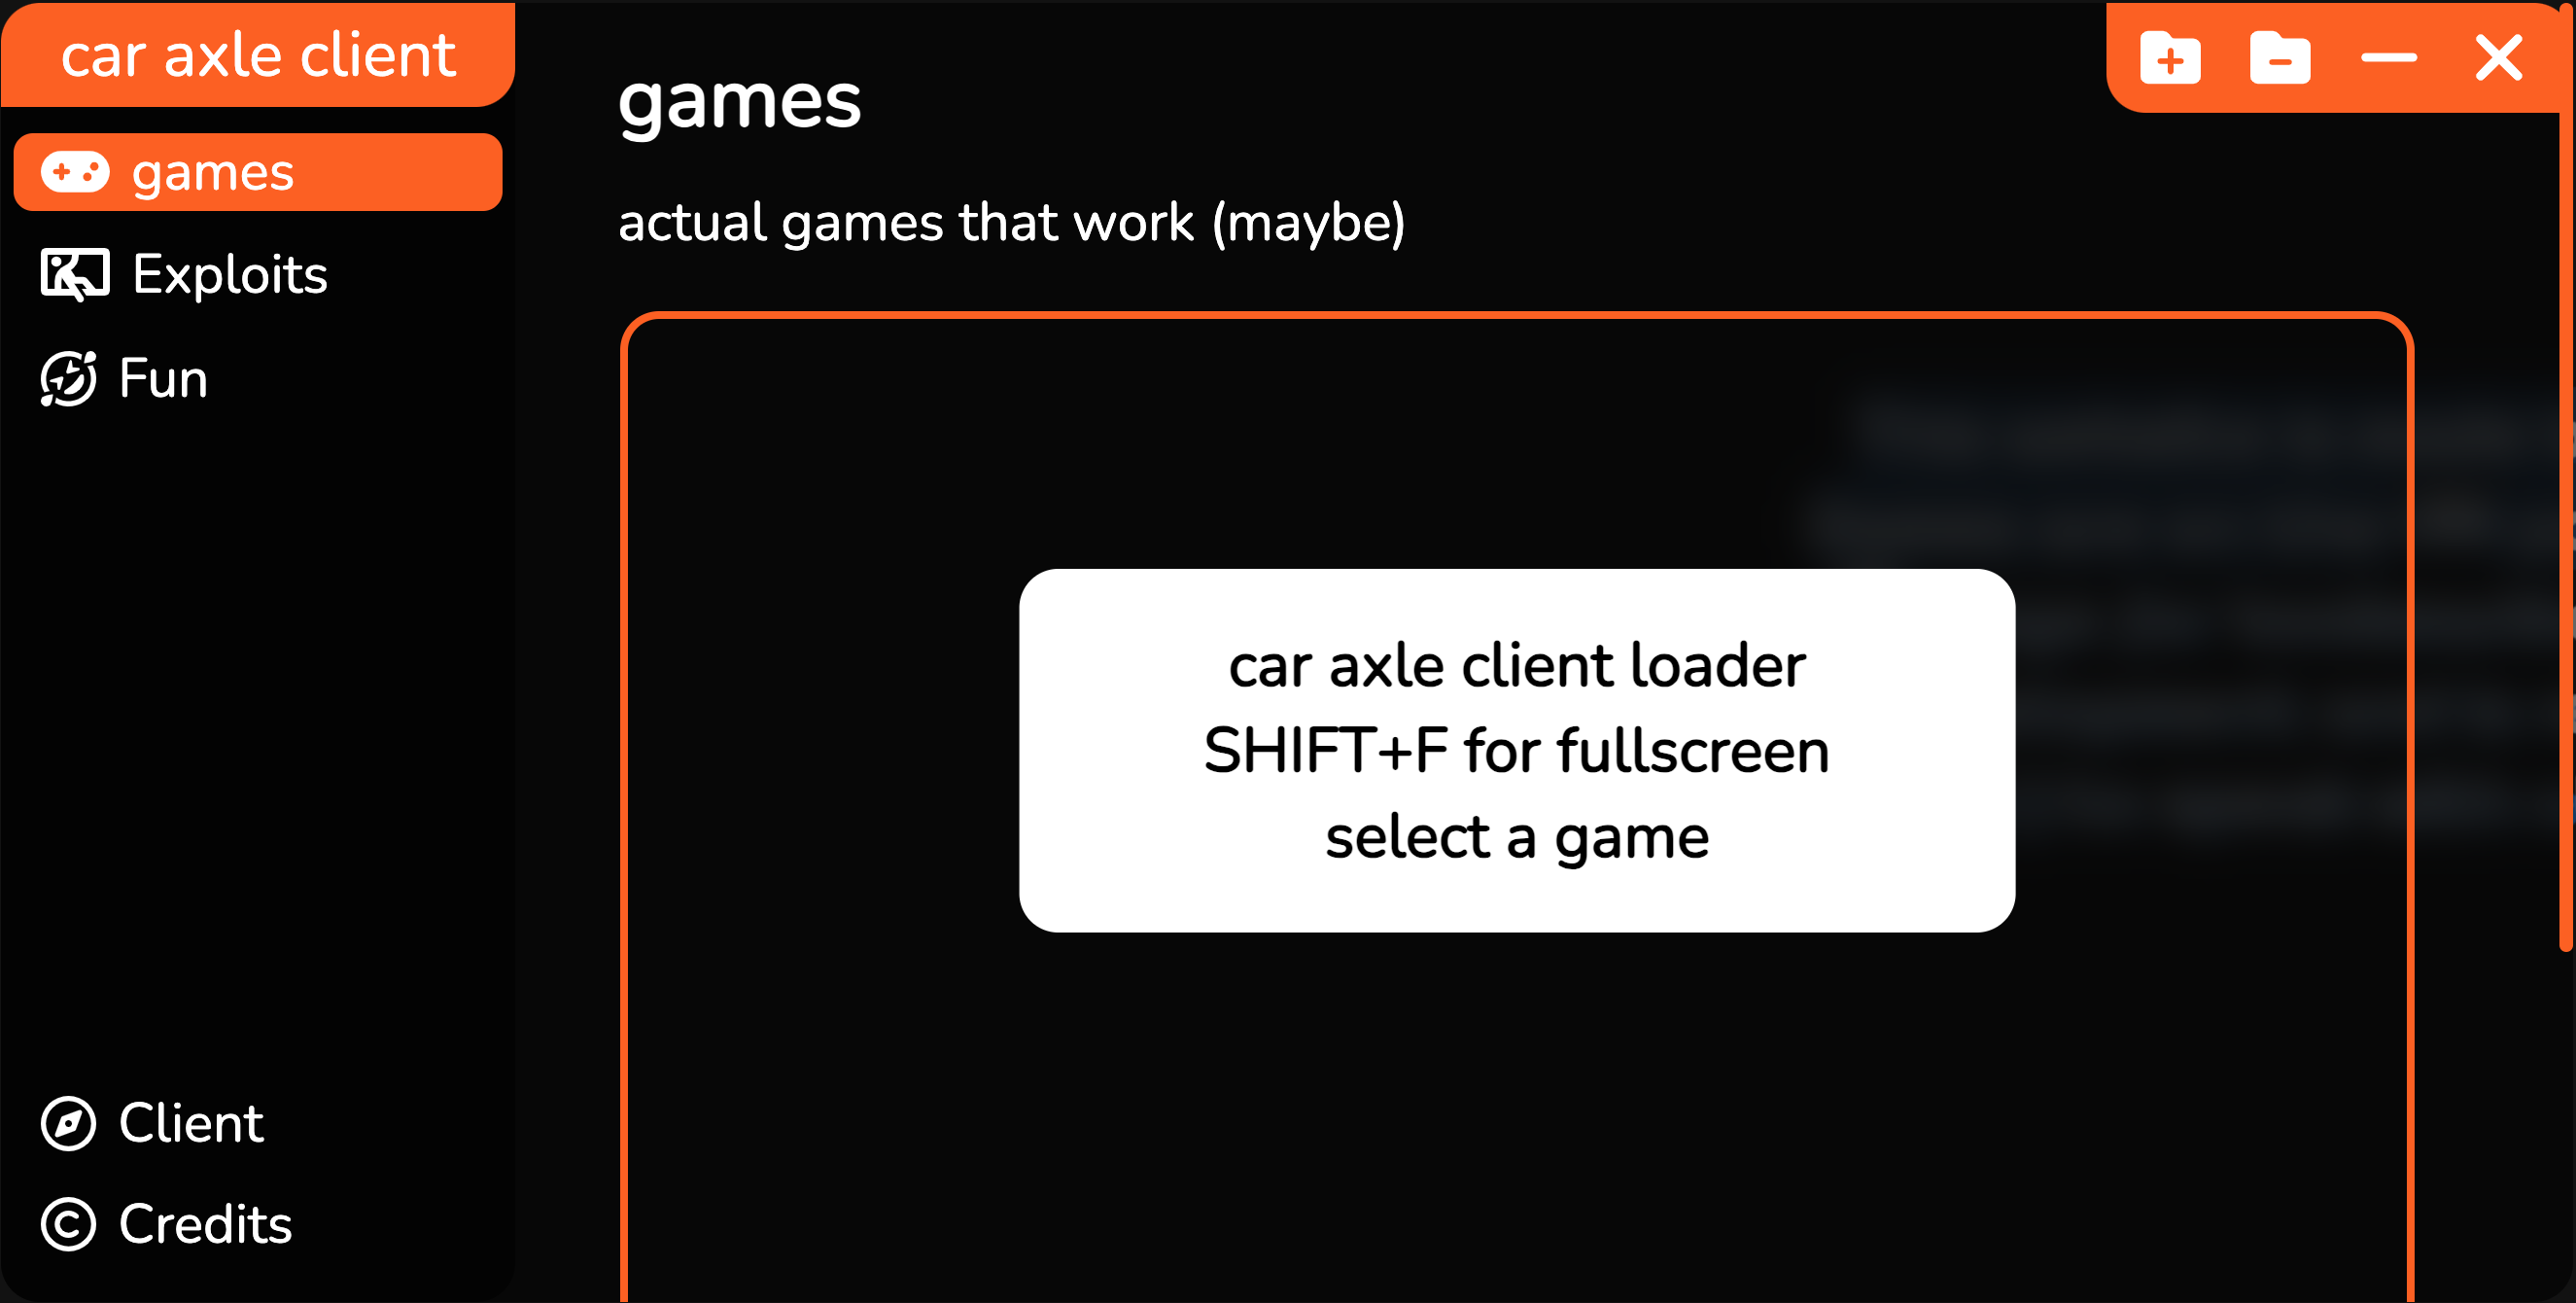 car axle client
games
Exploits
Fun
Client
Credits
games
actual games that work (maybe)
car axle client loader
SHIFT+F for fullscreen
select a game